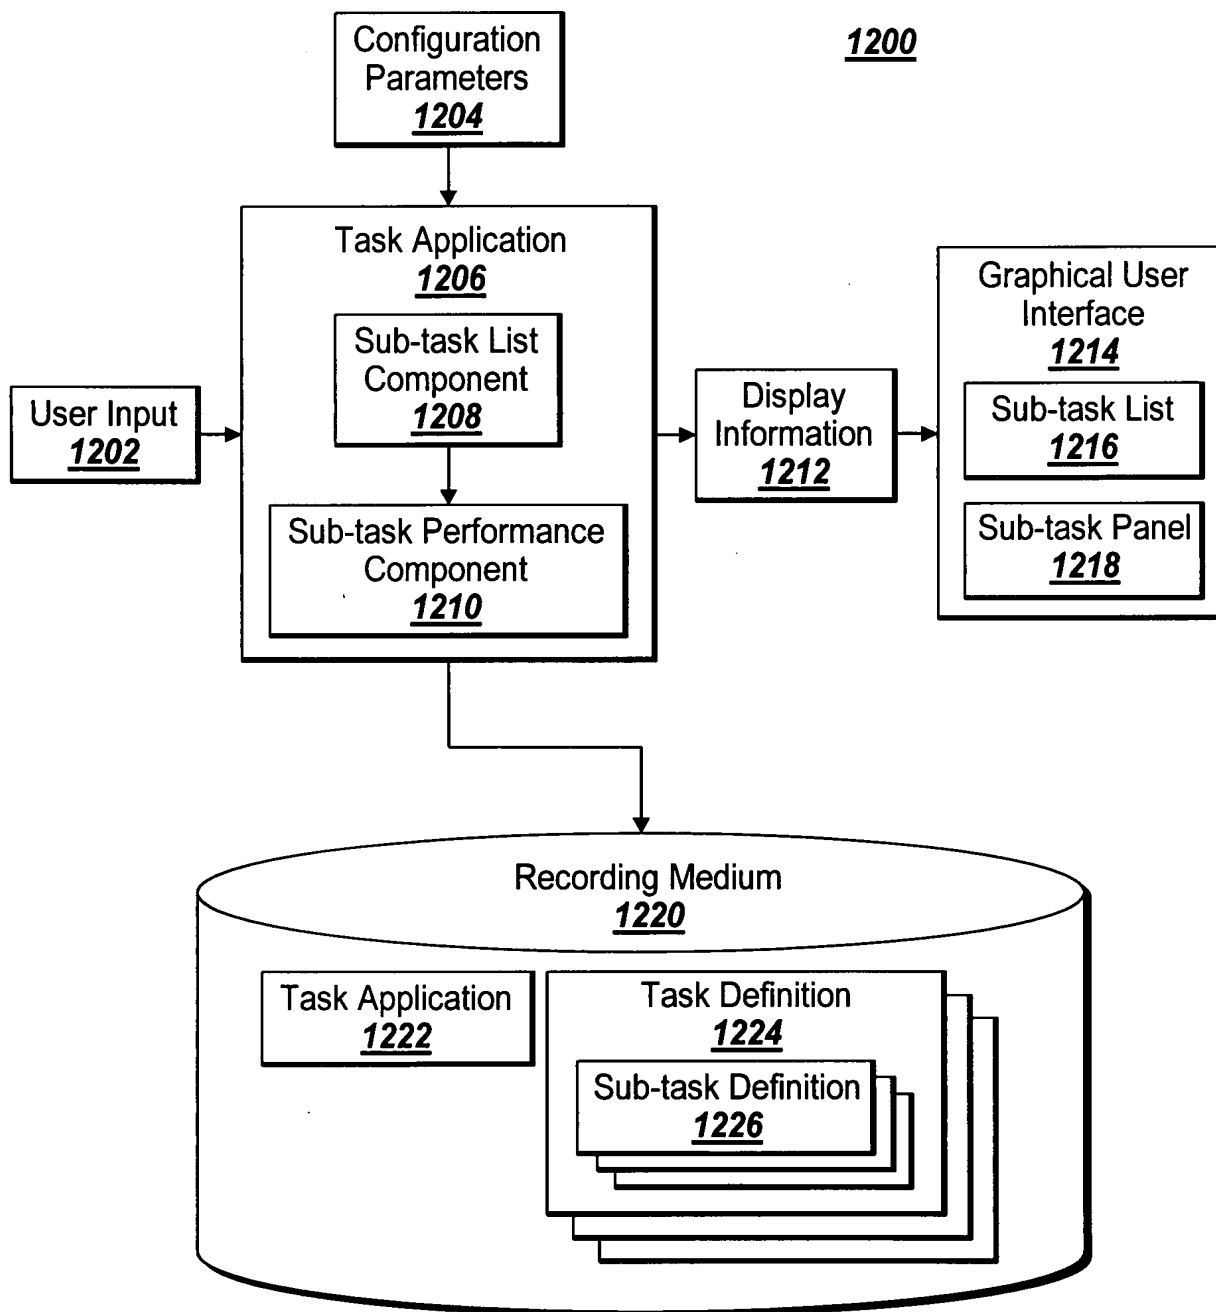 Configuration
Parameters
1204
1200
Task Application
1206
Sub-task List
Component
1208
Sub-task Performance
Component
1210
User Input
1202
Display
Information
1212
Graphical User
Interface
1214
Sub-task List
1216
Sub-task Panel
1218
Recording Medium
1220
Task Application
1222
Task Definition
1224
Sub-task Definition
1226